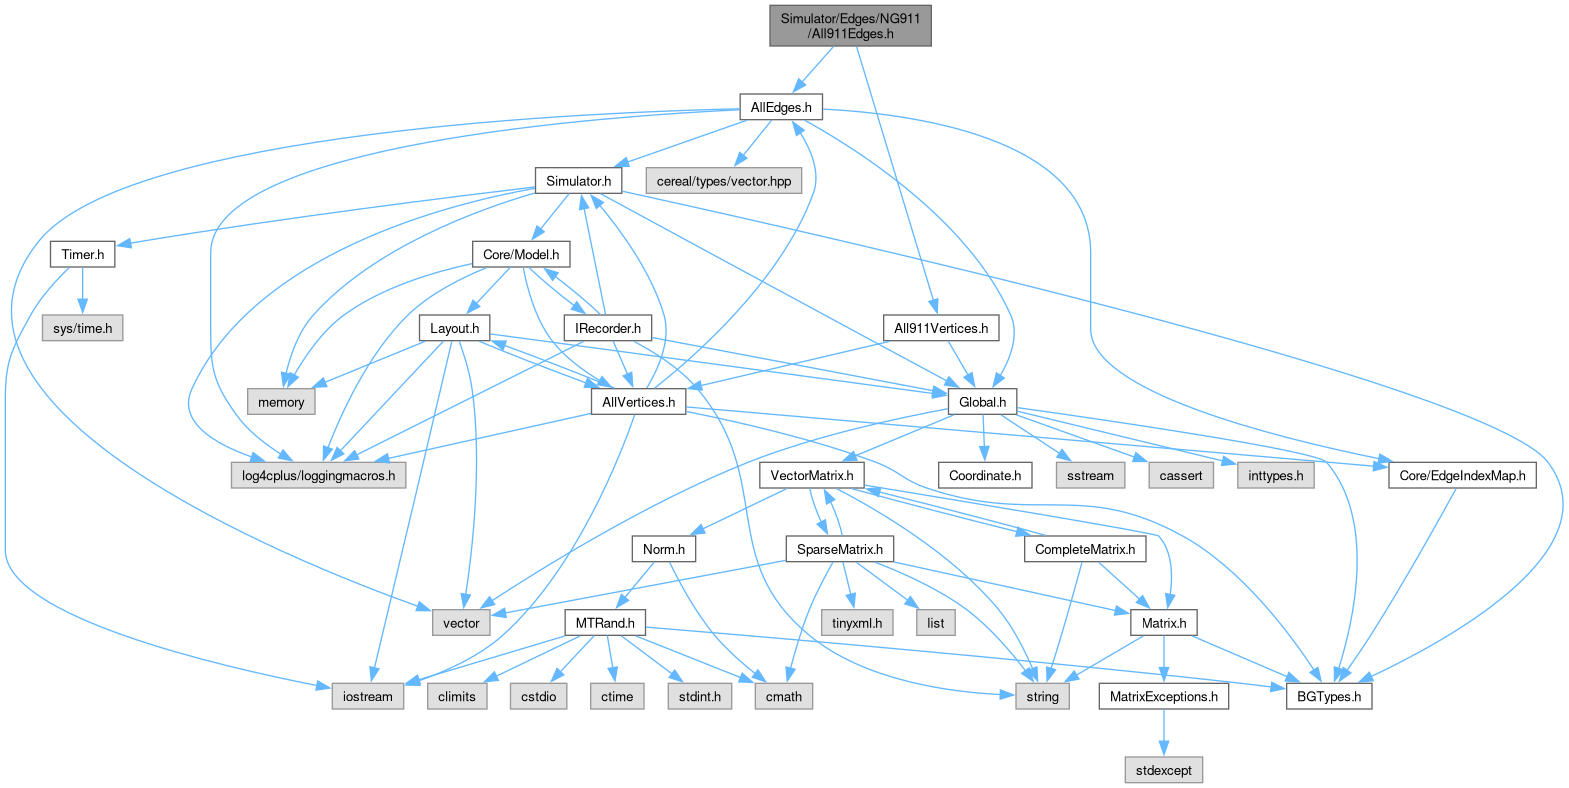 Simulator/Edges/NG911
/All911Edges.h
AllEdges.h
Simulator.h
cereal/types/vector.hpp
Timer.h
Core/Model.h
sys/time.h
Layout.h
IRecorder.h
All911Vertices.h
memory
AllVertices.h
Global.h
log4cplus/loggingmacros.h
VectorMatrix.h
Coordinate.h
sstream
cassert
inttypes.h
Core/EdgeIndexMap.h
Norm.h
SparseMatrix.h
CompleteMatrix.h
vector
MTRand.h
tinyxml.h
list
Matrix.h
iostream
climits
cstdio
ctime
stdint.h
cmath
string
MatrixExceptions.h
BGTypes.h
stdexcept